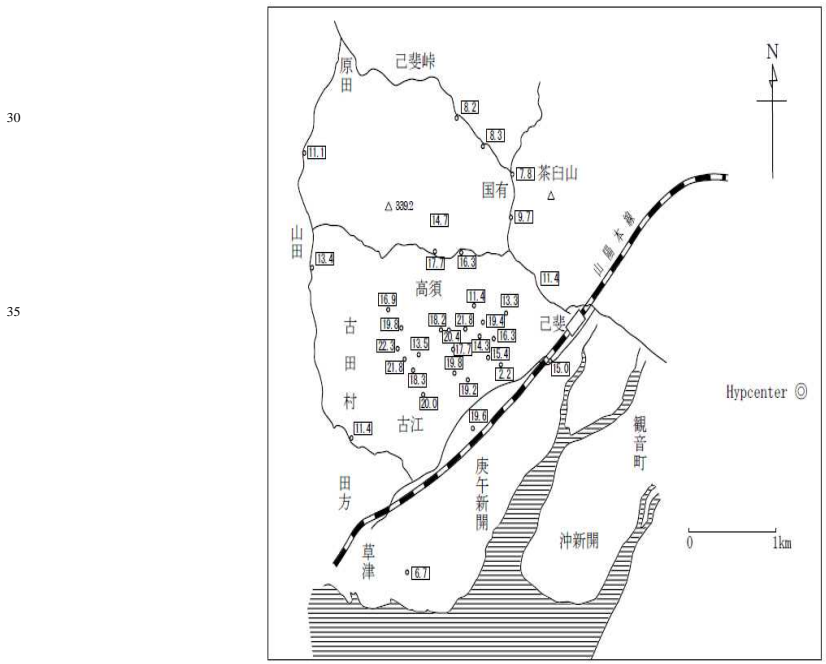 原田
己斐峠
N
8.2
30
8.3
11.1
7.8
茶臼山
国有
△ 339.2
14.7
9.7
山陽本線
山田
17.7
16.3
13.4
11.4
高須
16.9
11.4
13.3
35
古田村
19.8
18.2
21.8
19.4
己斐
20.4
16.3
22.3
13.5
17.7
14.3
15.4
21.8
19.8
2.2
15.0
18.3
19.2
Hypcenter ◎
20.0
19.6
11.4
古江
観音町
田方
庚午新開
沖新開
0
1km
草津
6.7